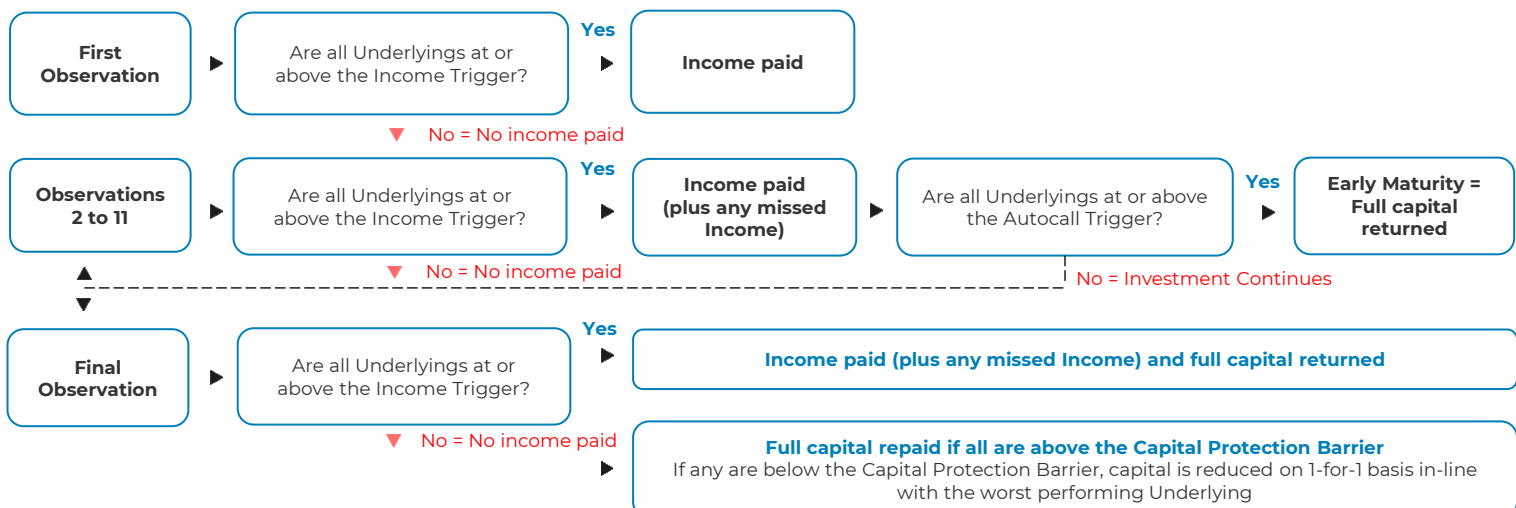 First
Observation
Are all Underlyings at or
above the Income Trigger?
Yes
Income paid
No = No income paid
Observations
2 to 11
Are all Underlyings at or
above the Income Trigger?
Yes
Income paid
(plus any missed
Income)
Are all Underlyings at or above
the Autocall Trigger?
Yes
Early Maturity =
Full capital
returned
No = No income paid
No = Investment Continues
Final
Observation
Are all Underlyings at or
above the Income Trigger?
Yes
Income paid (plus any missed Income) and full capital returned
No = No income paid
Full capital repaid if all are above the Capital Protection Barrier
If any are below the Capital Protection Barrier, capital is reduced on 1-for-1 basis in-line
with the worst performing Underlying